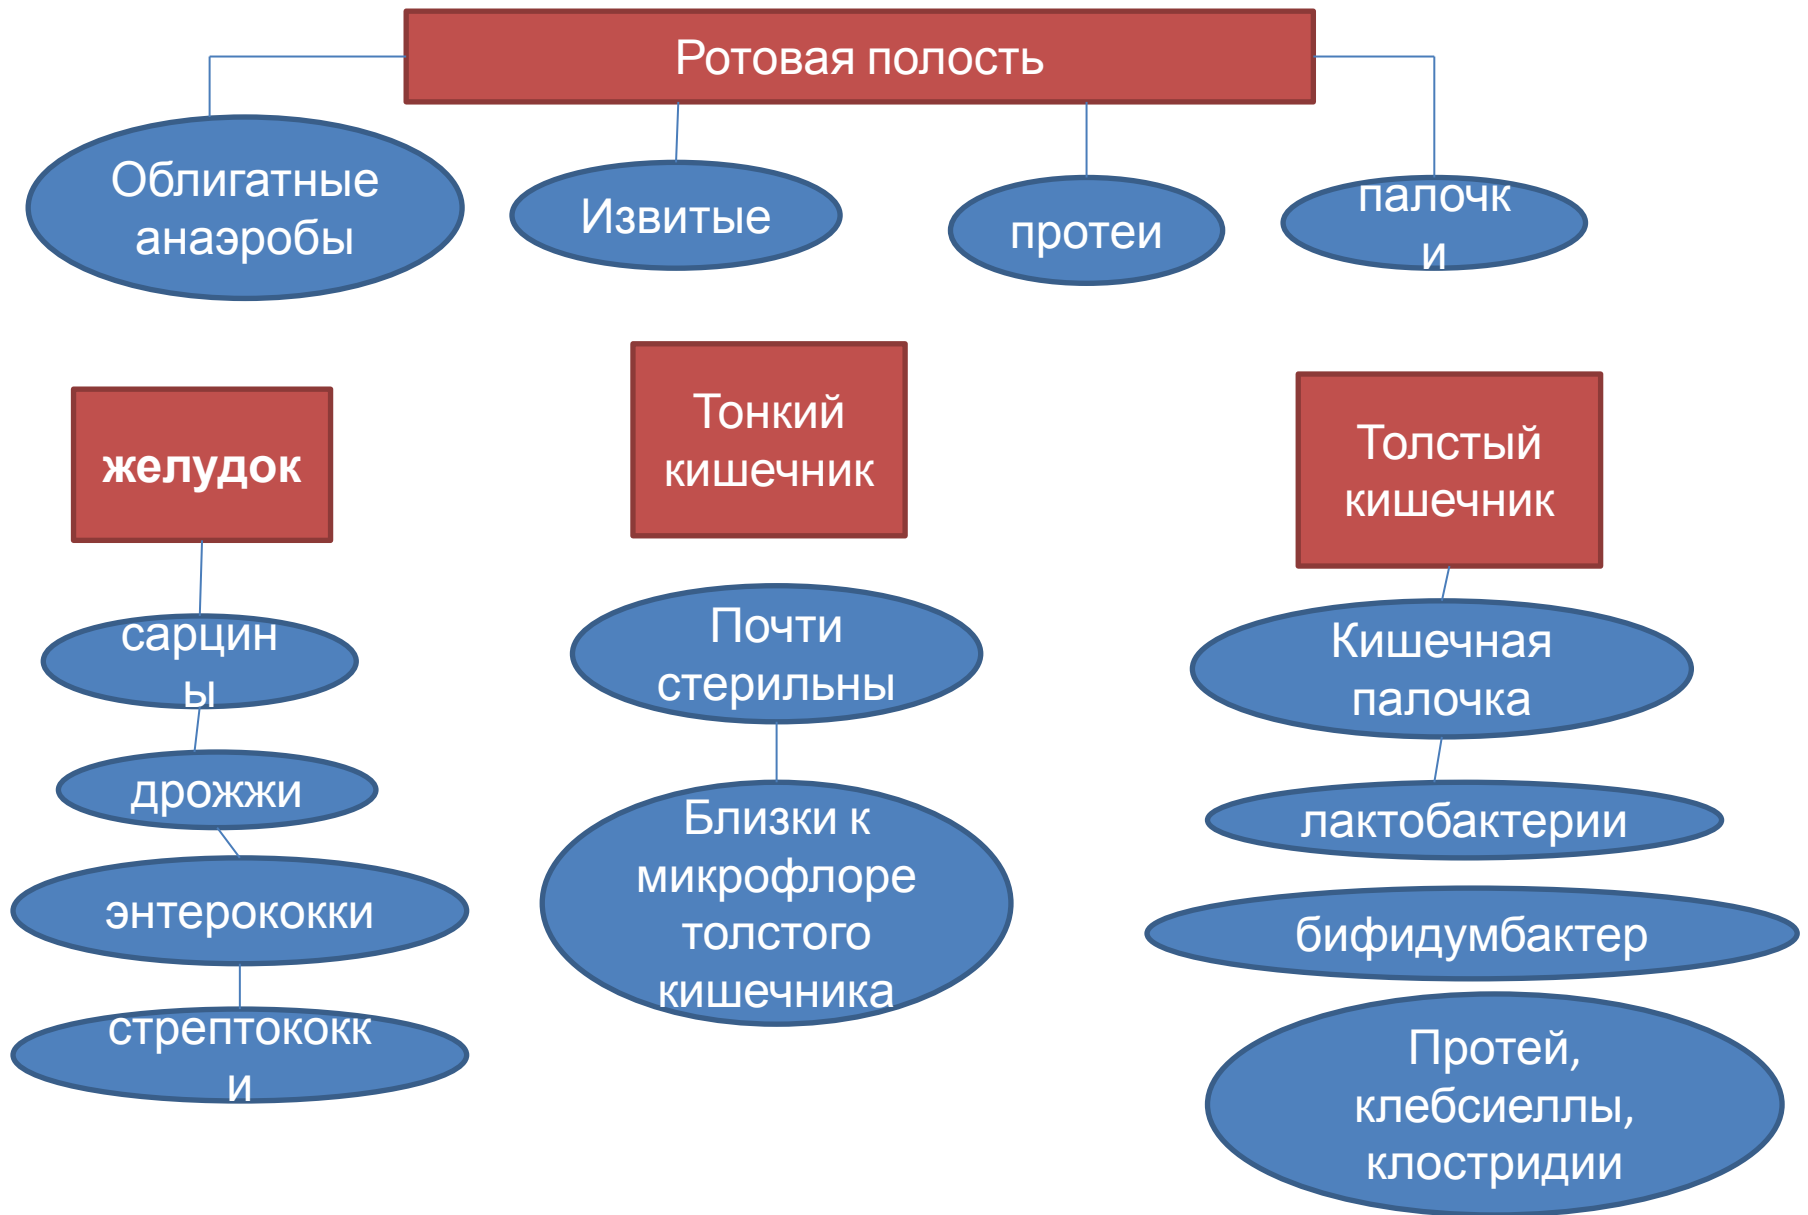 Ротовая полость
Облигатные
анаэробы
Извитые
протеи
палочк
и
желудок
сарцин
ы
дрожжи
энтерококки
стрептококк
и
Тонкий
кишечник
Почти
стерильны
Близки к
микрофлоре
толстого
кишечника
Толстый
кишечник
Кишечная
палочка
лактобактерии
бифидумбактер
Протей,
клебсиеллы,
клостридии